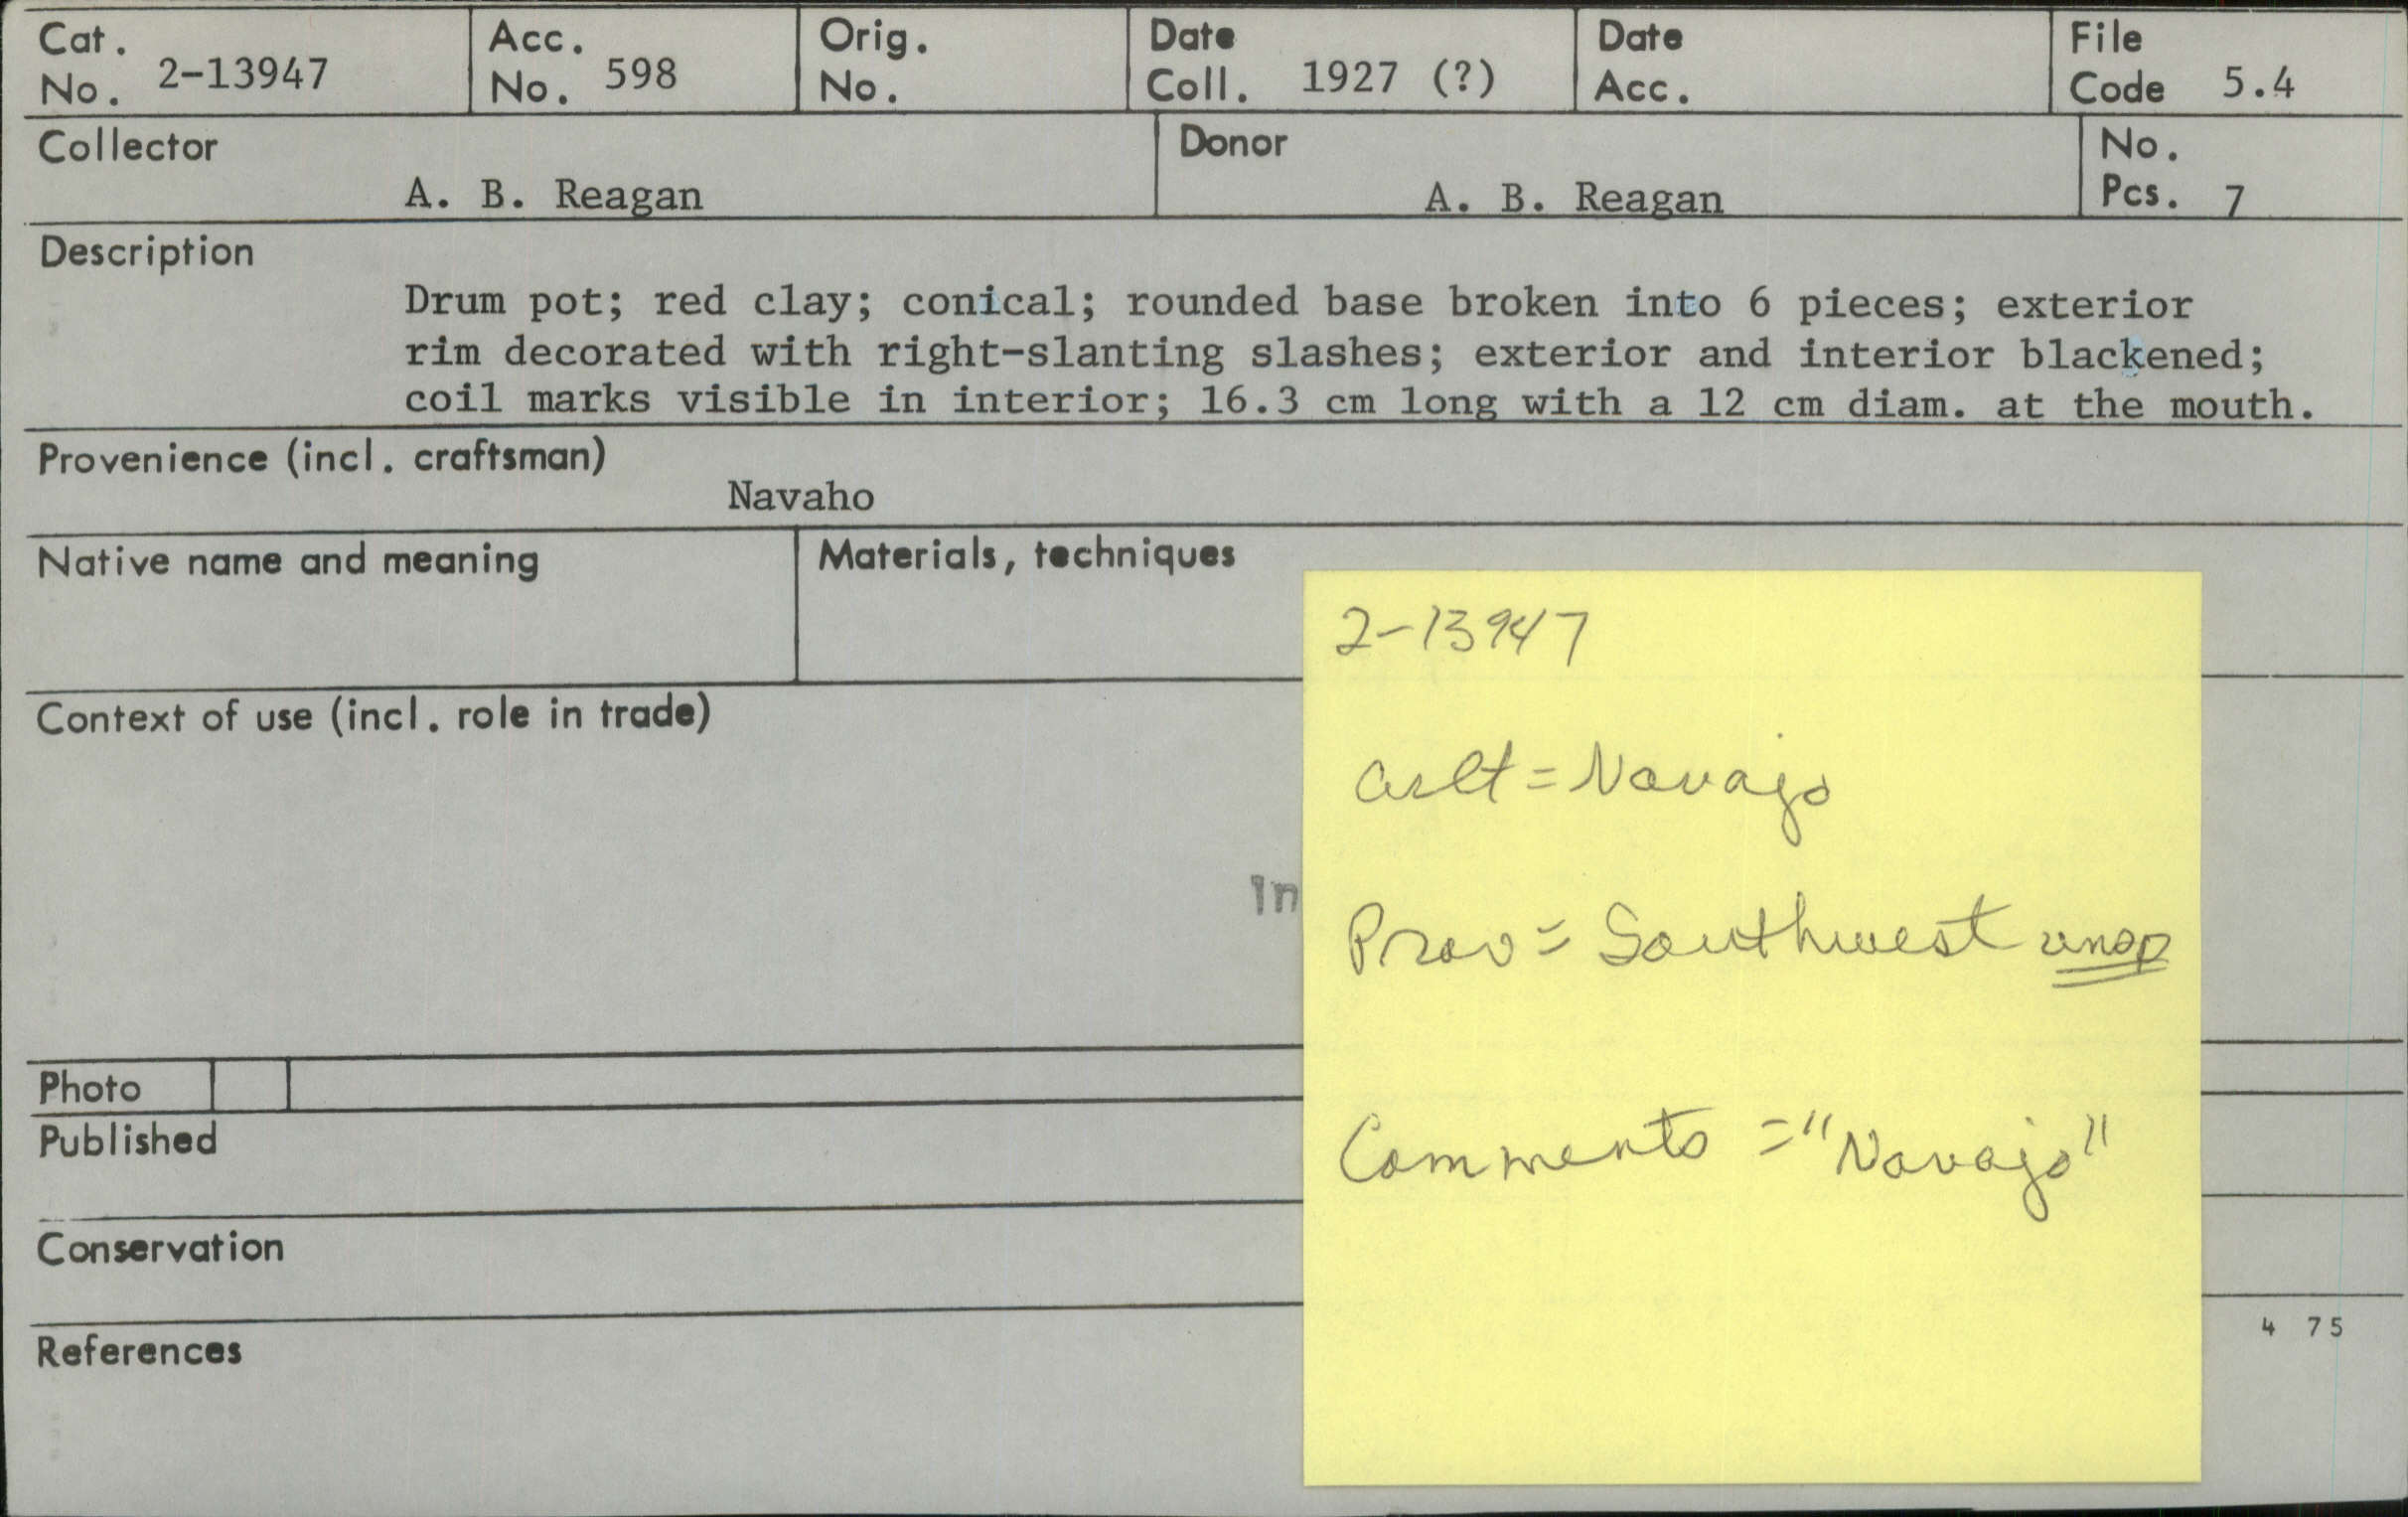 Cat. No. 2-13947
Acc. No. 598
Orig. No.
Date Coll. 1927 (?)
Date Acc.
File Code 5.4
Collector
A. B. Reagan
Donor
A. B. Reagan
No. Pcs. 7
Description
Drum pot; red clay; conical; rounded base broken into 6 pieces; exterior
rim decorated with right-slanting slashes; exterior and interior blackened;
coil marks visible in interior; 16.3 cm long with a 12 cm diam. at the mouth.
Provenience (incl. craftsman)
Navaho
Native name and meaning
Materials, techniques
Context of use (incl. role in trade)
In
Photo
Published
Conservation
References
4 75
2-13947
Cult = Navajo
Prov = Southwest unsp
Comments = "Navajo"